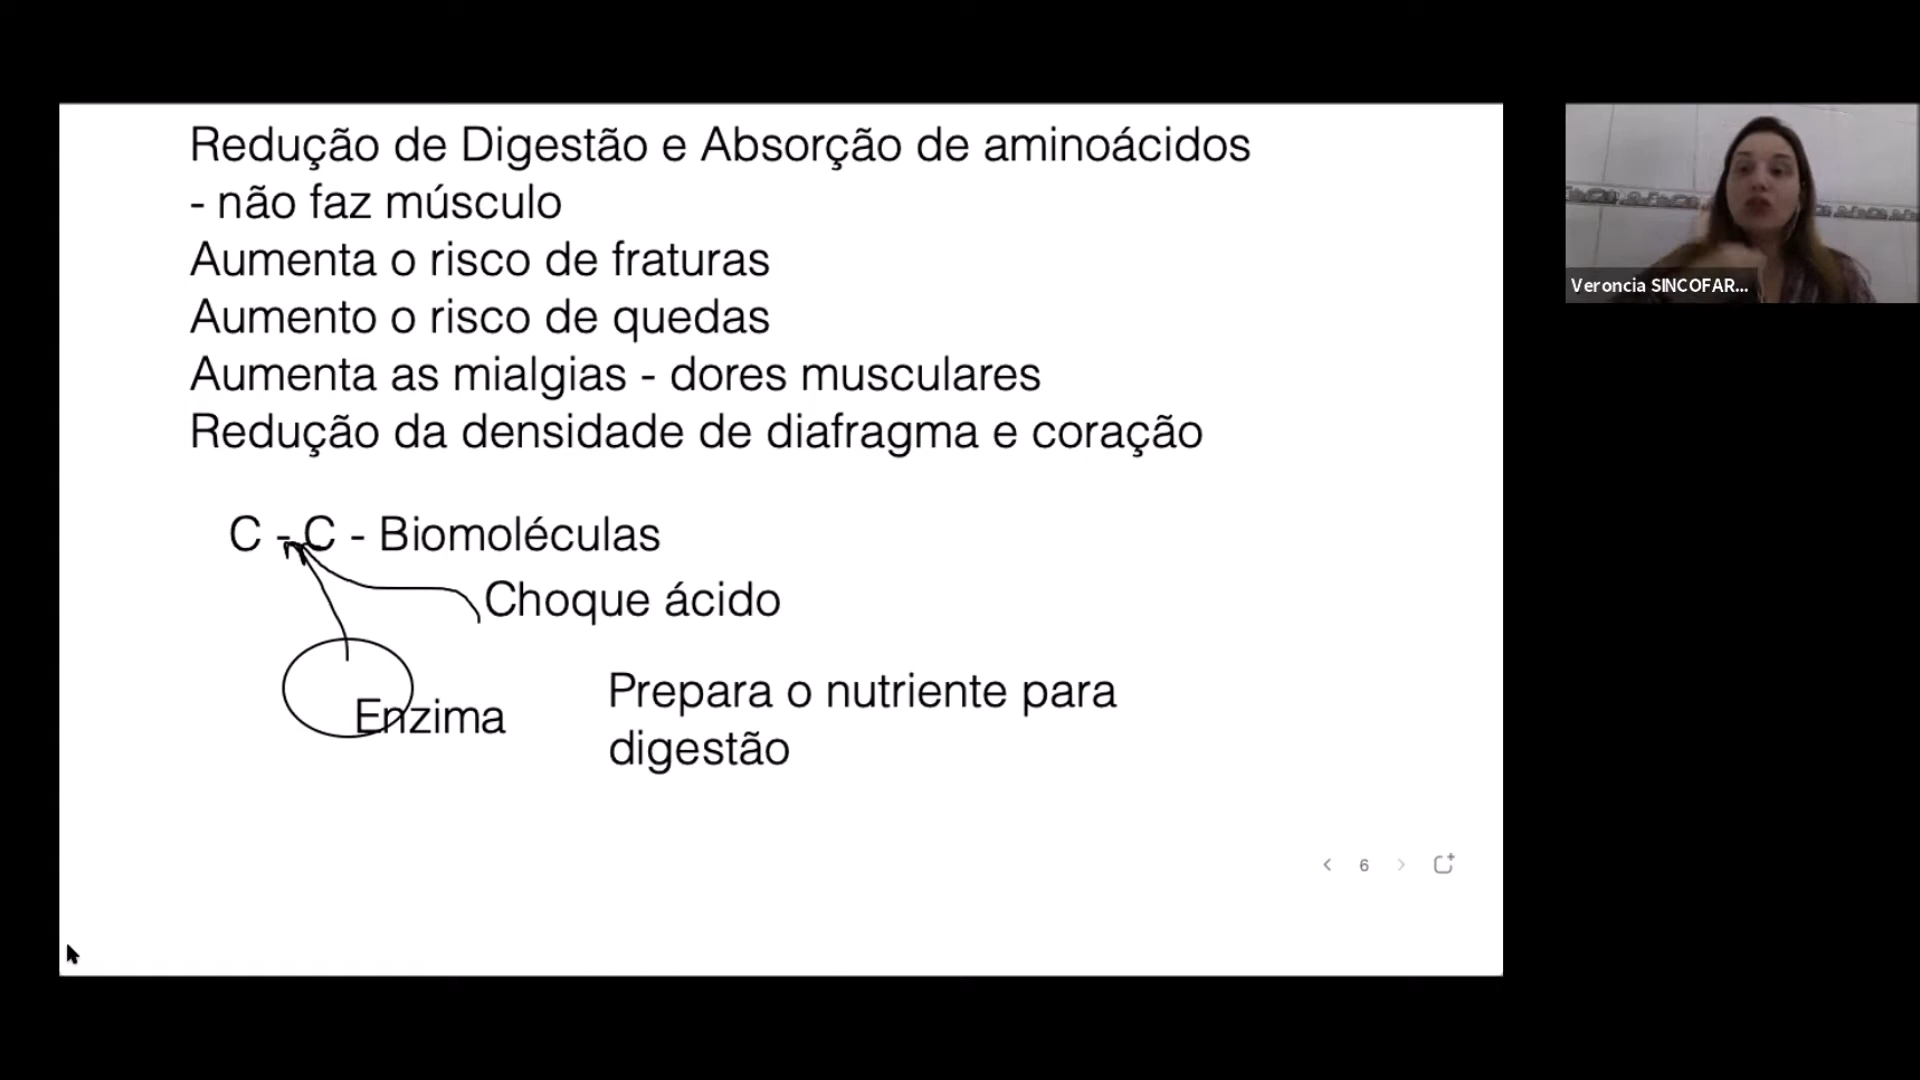 Redução de Digestão e Absorção de aminoácidos
- não faz músculo
Aumenta o risco de fraturas
Aumento o risco de quedas
Aumenta as mialgias - dores musculares
Redução da densidade de diafragma e coração
C - C - Biomoléculas
Choque ácido
Enzima
Prepara o nutriente para
digestão
6
Veroncia SINCOFAR...